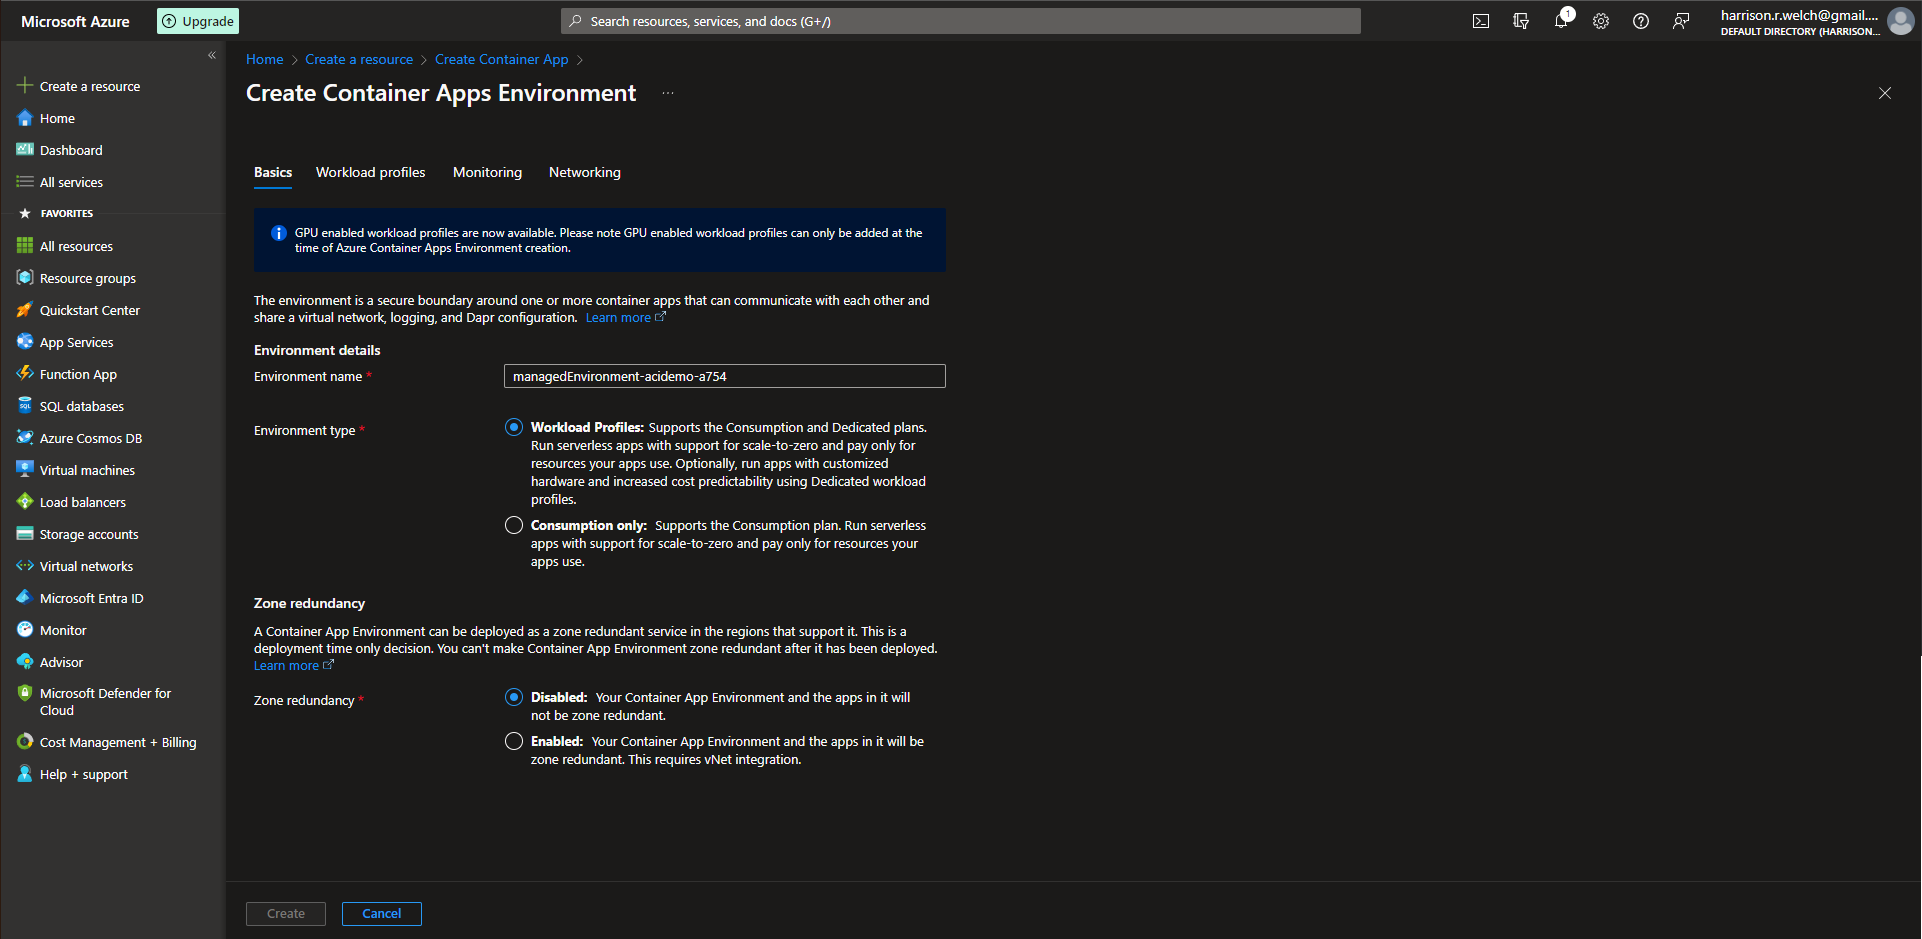 Microsoft Azure
Upgrade
Search resources, services, and docs (G+/)
1
harrison.r.welch@gmail....
DEFAULT DIRECTORY (HARRISON...
Create a resource
Home
Dashboard
All services
FAVORITES
All resources
Resource groups
Quickstart Center
App Services
Function App
SQL databases
Azure Cosmos DB
Virtual machines
Load balancers
Storage accounts
Virtual networks
Microsoft Entra ID
Monitor
Advisor
Microsoft Defender for
Cloud
Cost Management + Billing
Help + support
Home > Create a resource > Create Container App >
Create Container Apps Environment ...
Basics Workload profiles Monitoring Networking
GPU enabled workload profiles are now available. Please note GPU enabled workload profiles can only be added at the
time of Azure Container Apps Environment creation.
The environment is a secure boundary around one or more container apps that can communicate with each other and
share a virtual network, logging, and Dapr configuration. Learn more
Environment details
Environment name *
managedEnvironment-acidemo-a754
Environment type *
Workload Profiles: Supports the Consumption and Dedicated plans.
Run serverless apps with support for scale-to-zero and pay only for
resources your apps use. Optionally, run apps with customized
hardware and increased cost predictability using Dedicated workload
profiles.
Consumption only: Supports the Consumption plan. Run serverless
apps with support for scale-to-zero and pay only for resources your
apps use.
Zone redundancy
A Container App Environment can be deployed as a zone redundant service in the regions that support it. This is a
deployment time only decision. You can't make Container App Environment zone redundant after it has been deployed.
Learn more
Zone redundancy *
Disabled: Your Container App Environment and the apps in it will
not be zone redundant.
Enabled: Your Container App Environment and the apps in it will be
zone redundant. This requires vNet integration.
Create
Cancel